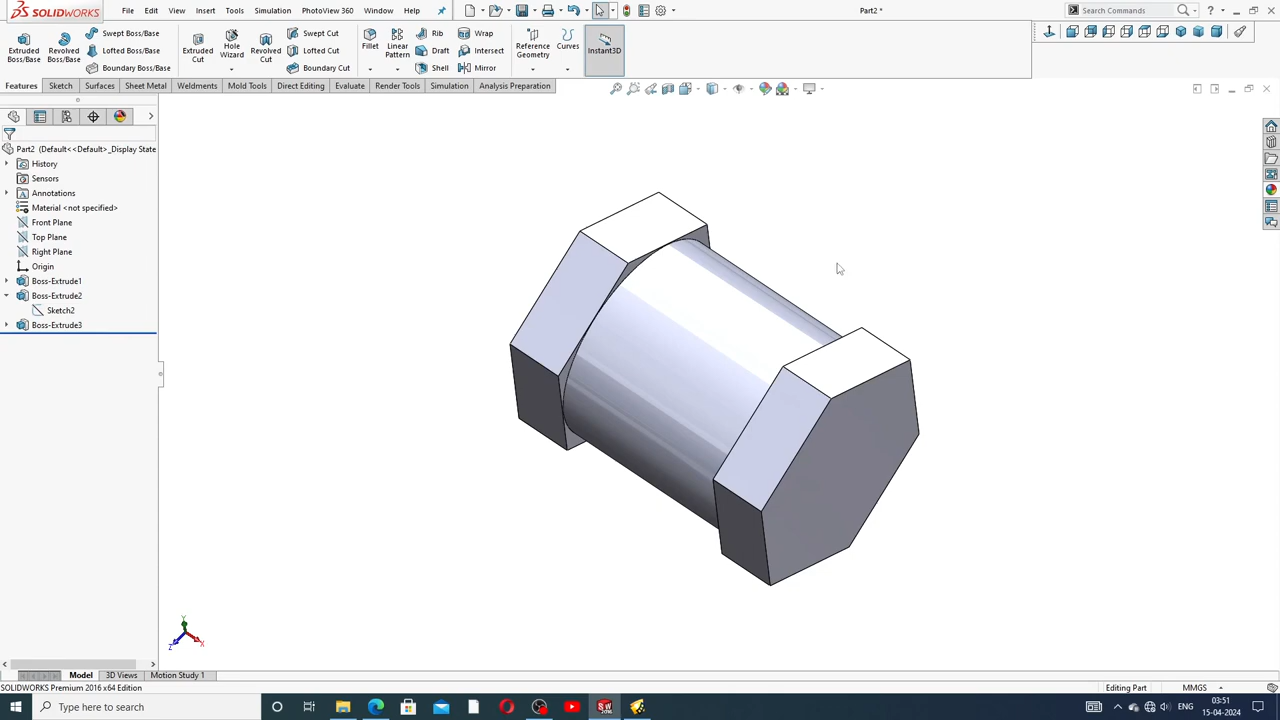 SOLIDWORKS File Edit View Insert Tools Simulation PhotoView 360 Window Help Part2 * Search Commands
Extruded Boss/Base Revolved Boss/Base Swept Boss/Base Lofted Boss/Base Boundary Boss/Base Extruded Cut Hole Wizard Revolved Cut Swept Cut Lofted Cut Boundary Cut Fillet Linear Pattern Rib Draft Shell Wrap Intersect Mirror Reference Geometry Curves Instant3D
Features Sketch Surfaces Sheet Metal Weldments Mold Tools Direct Editing Evaluate Render Tools Simulation Analysis Preparation
Part2 (Default<<Default>_Display State
History
Sensors
Annotations
Material <not specified>
Front Plane
Top Plane
Right Plane
Origin
Boss-Extrude1
Boss-Extrude2
Sketch2
Boss-Extrude3
Y
Z X
Model 3D Views Motion Study 1
SOLIDWORKS Premium 2016 x64 Edition Editing Part MMGS
Type here to search ENG 03:51
15-04-2024